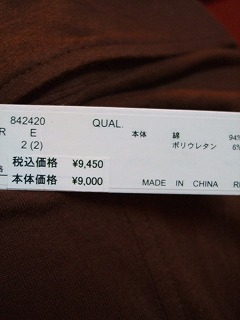 842420 QUAL.
R E 本体 綿 94%
2 (2) ポリウレタン 6%
税込価格 ¥9,450
格 本体価格 ¥9,000 MADE IN CHINA